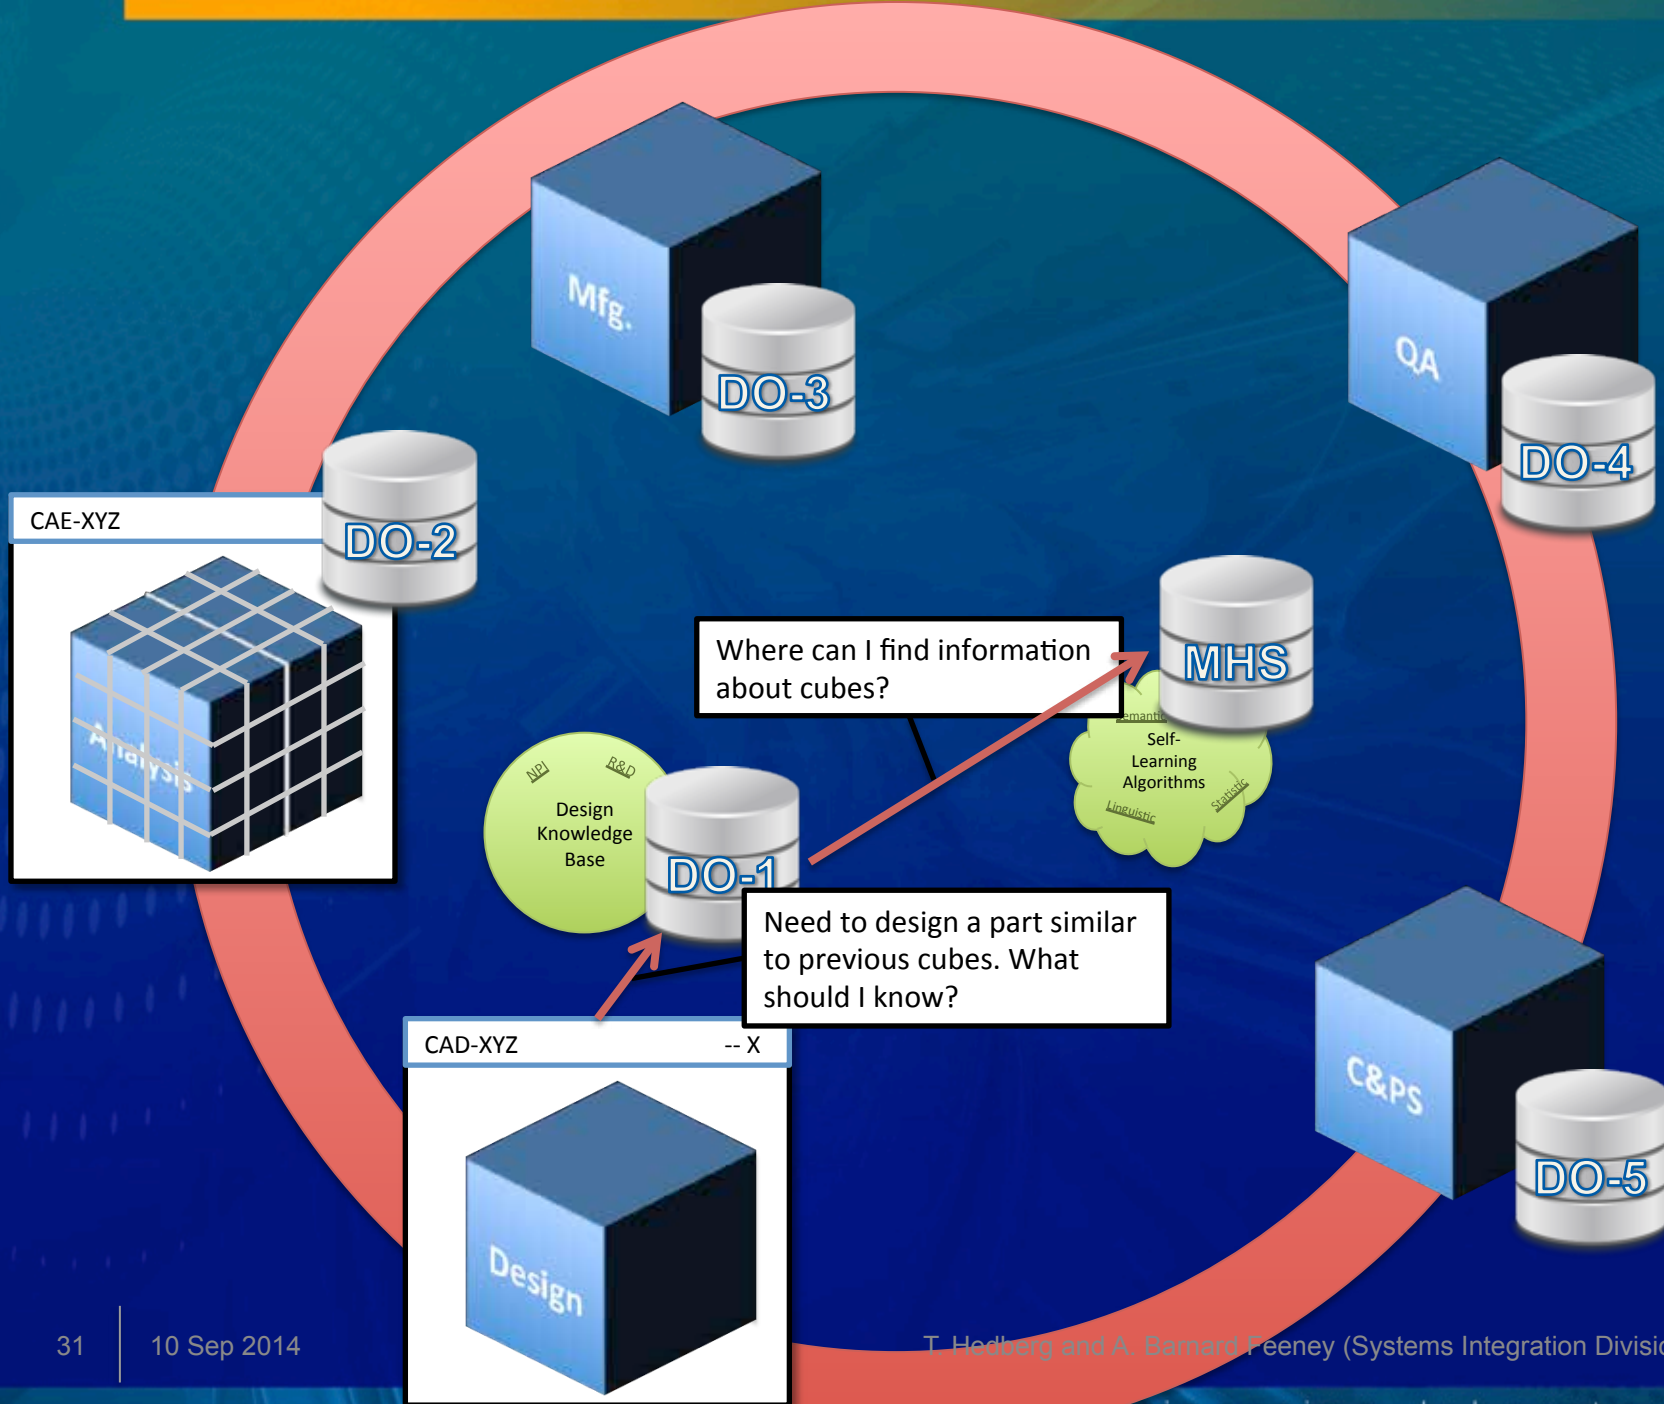 Mfg.
DO-3
QA
DO-4
CAE-XYZ
DO-2
Analysis
Where can I find information
about cubes?
MHS
Self-
Learning
Algorithms
Linguistic
Statistic
NPI
R&D
Design
Knowledge
Base
DO-1
Need to design a part similar
to previous cubes. What
should I know?
CAD-XYZ -- X
Design
C&PS
DO-5
31
10 Sep 2014
T. Hedberg and A. Barnard Feeney (Systems Integration